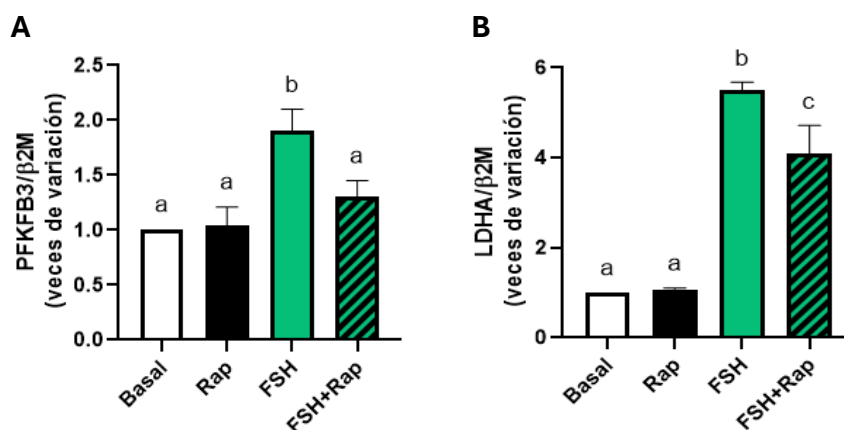 A
PFKFB3/β2M
(veces de variación)
2.5
2.0
1.5
1.0
0.5
0.0
a
a
b
a
Basal
Rap
FSH
FSH+Rap
B
LDHA/β2M
(veces de variación)
6
4
2
0
a
a
b
c
Basal
Rap
FSH
FSH+Rap